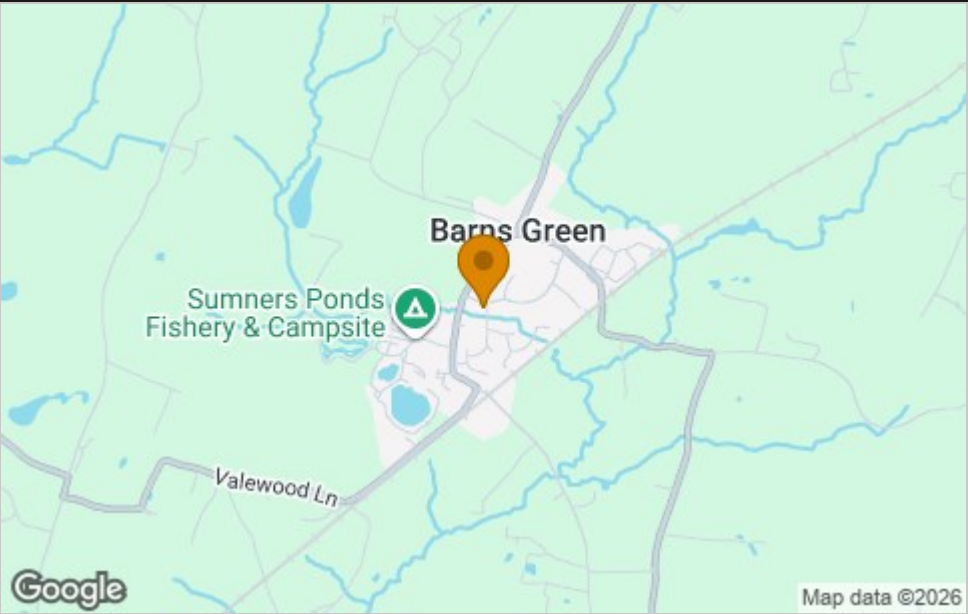 Barns Green
Sumners Ponds
Fishery & Campsite
Valewood Ln
Google
Map data ©2026